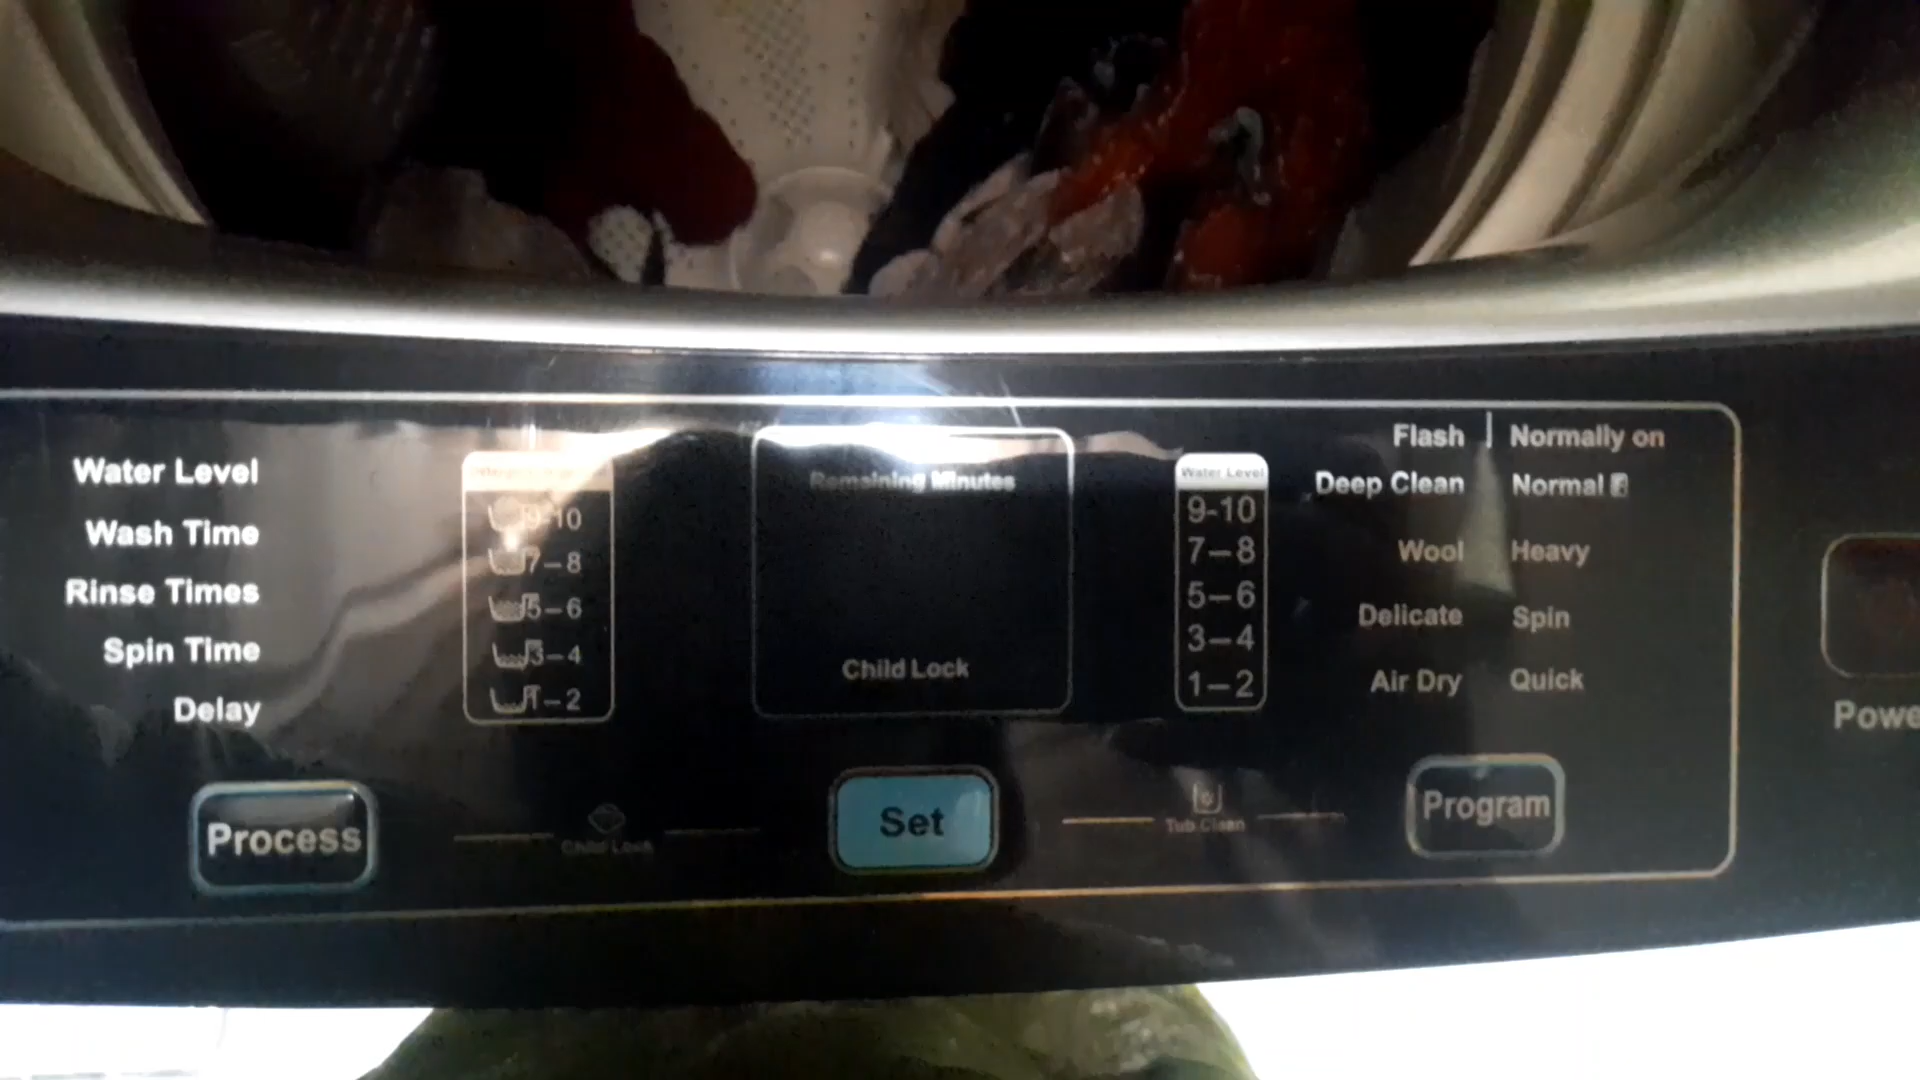 Water Level
Wash Time
Rinse Times
Spin Time
Delay
9-10
7-8
5-6
3-4
1-2
Remaining Minutes
Child Lock
Water Level
9-10
7-8
5-6
3-4
1-2
Flash | Normally on
Deep Clean Normal
Wool Heavy
Delicate Spin
Air Dry Quick
Process
Child Lock
Set
Tub Clean
Program
Powe